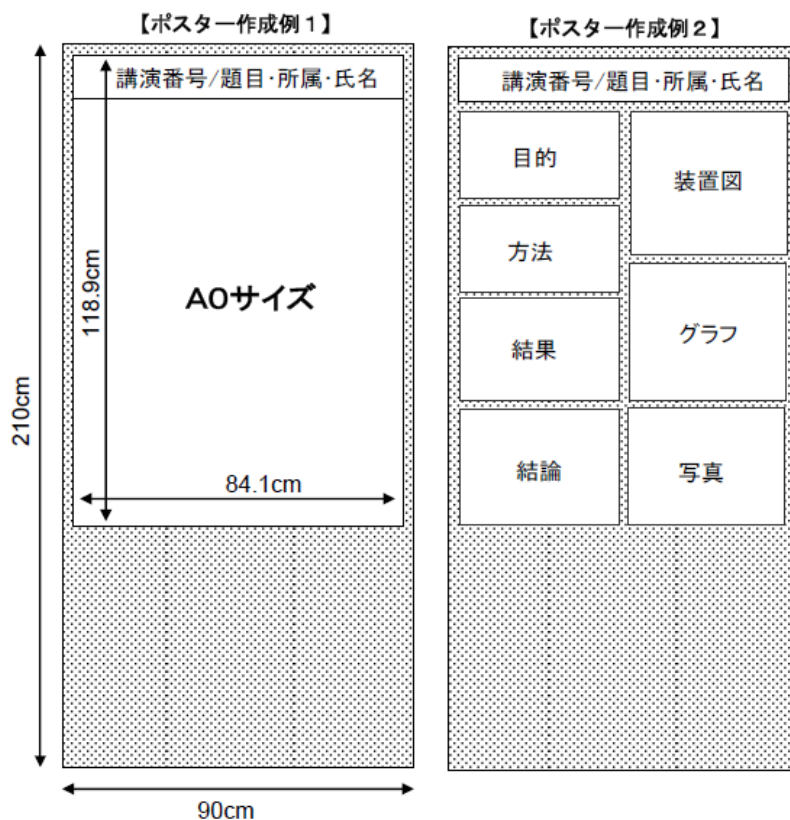 【ポスター作成例１】
講演番号/題目・所属・氏名
118.9cm
A0サイズ
84.1cm
210cm
90cm
【ポスター作成例２】
講演番号/題目・所属・氏名
目的
装置図
方法
グラフ
結果
結論
写真